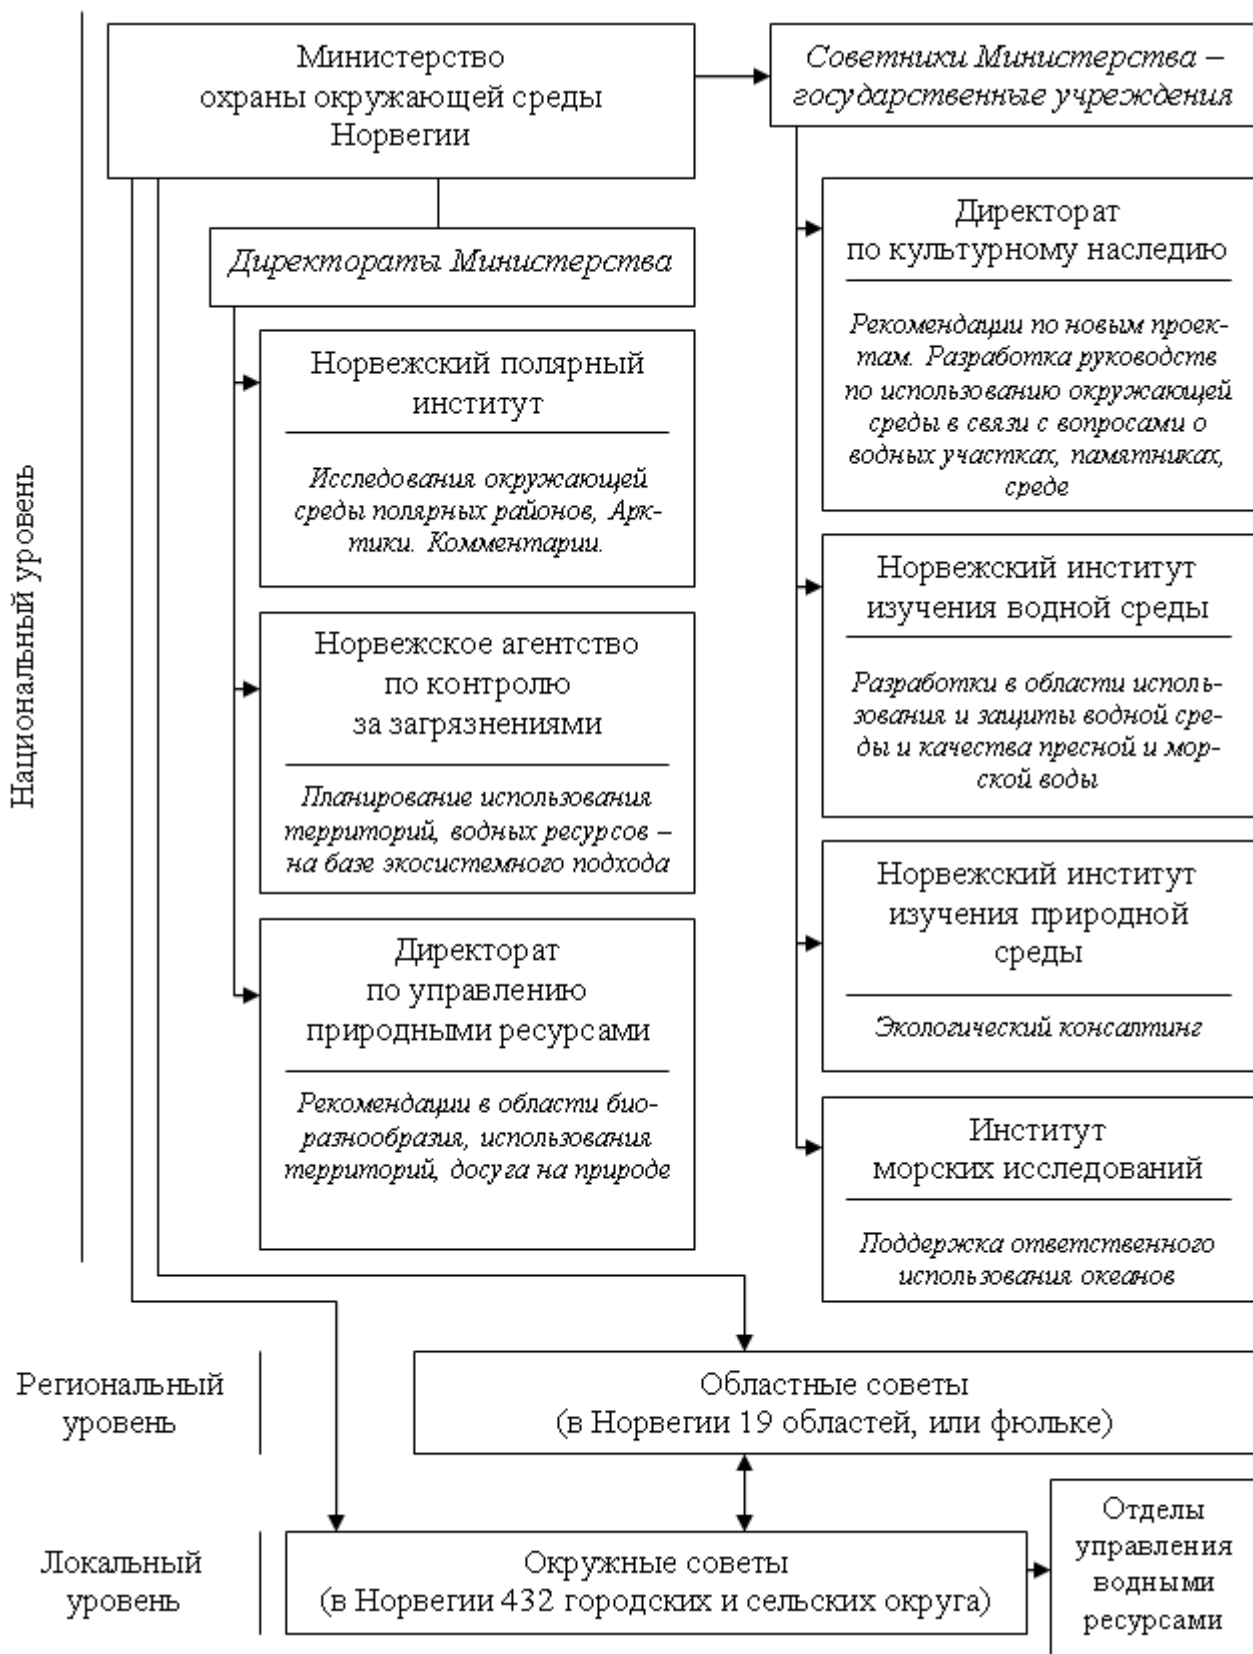 Национальный уровень
Министерство
охраны окружающей среды
Норвегии
Советники Министерства –
государственные учреждения
Директораты Министерства
Норвежский полярный
институт
Исследования окружающей
среды полярных районов, Арк-
тики. Комментарии.
Норвежское агентство
по контролю
за загрязнениями
Планирование использования
территорий, водных ресурсов –
на базе экосистемного подхода
Директорат
по управлению
природными ресурсами
Рекомендации в области био-
разнообразия, использования
территорий, досуга на природе
Директорат
по культурному наследию
Рекомендации по новым проек-
там. Разработка руководств
по использованию окружающей
среды в связи с вопросами о
водных участках, памятниках,
среде
Норвежский институт
изучения водной среды
Разработки в области исполь-
зования и защиты водной сре-
ды и качества пресной и мор-
ской воды
Норвежский институт
изучения природной
среды
Экологический консалтинг
Институт
морских исследований
Поддержка ответственного
использования океанов
Региональный
уровень
Областные советы
(в Норвегии 19 областей, или фюльке)
Локальный
уровень
Окружные советы
(в Норвегии 432 городских и сельских округа)
Отделы
управления
водными
ресурсами